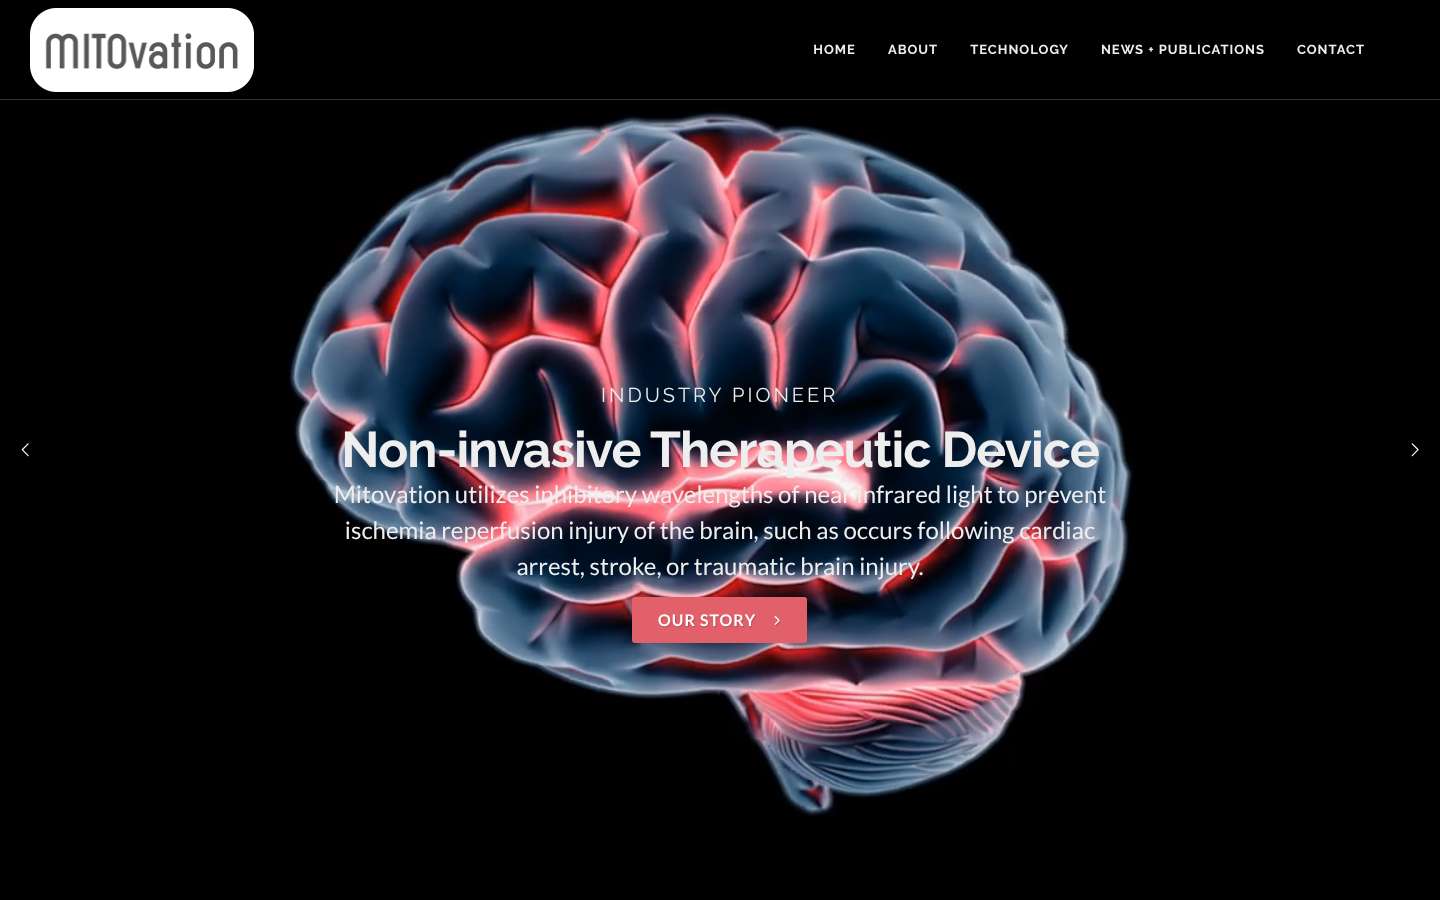 MITOvation
HOME
ABOUT
TECHNOLOGY
NEWS + PUBLICATIONS
CONTACT
INDUSTRY PIONEER
Non-invasive Therapeutic Device
Mitovation utilizes inhibitory wavelengths of near-infrared light to prevent
ischemia reperfusion injury of the brain, such as occurs following cardiac
arrest, stroke, or traumatic brain injury.
OUR STORY